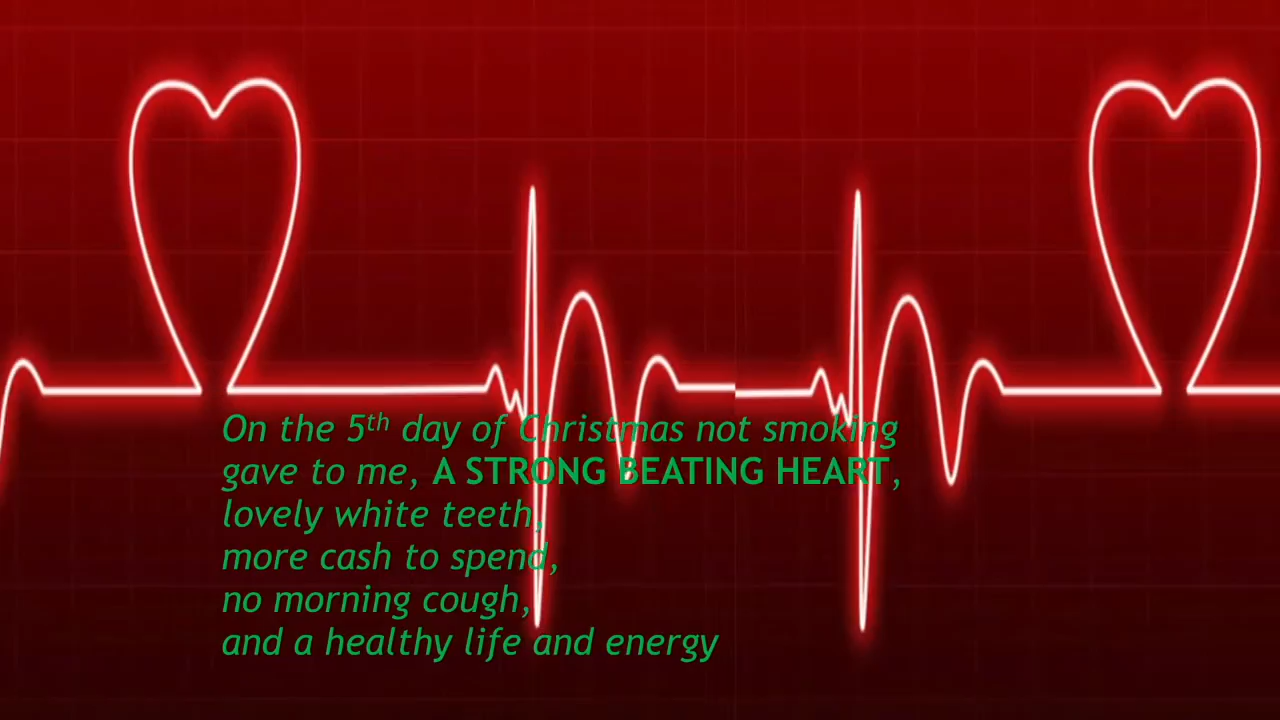 On the 5th day of Christmas not smoking
gave to me, A STRONG BEATING HEART,
lovely white teeth,
more cash to spend,
no morning cough,
and a healthy life and energy